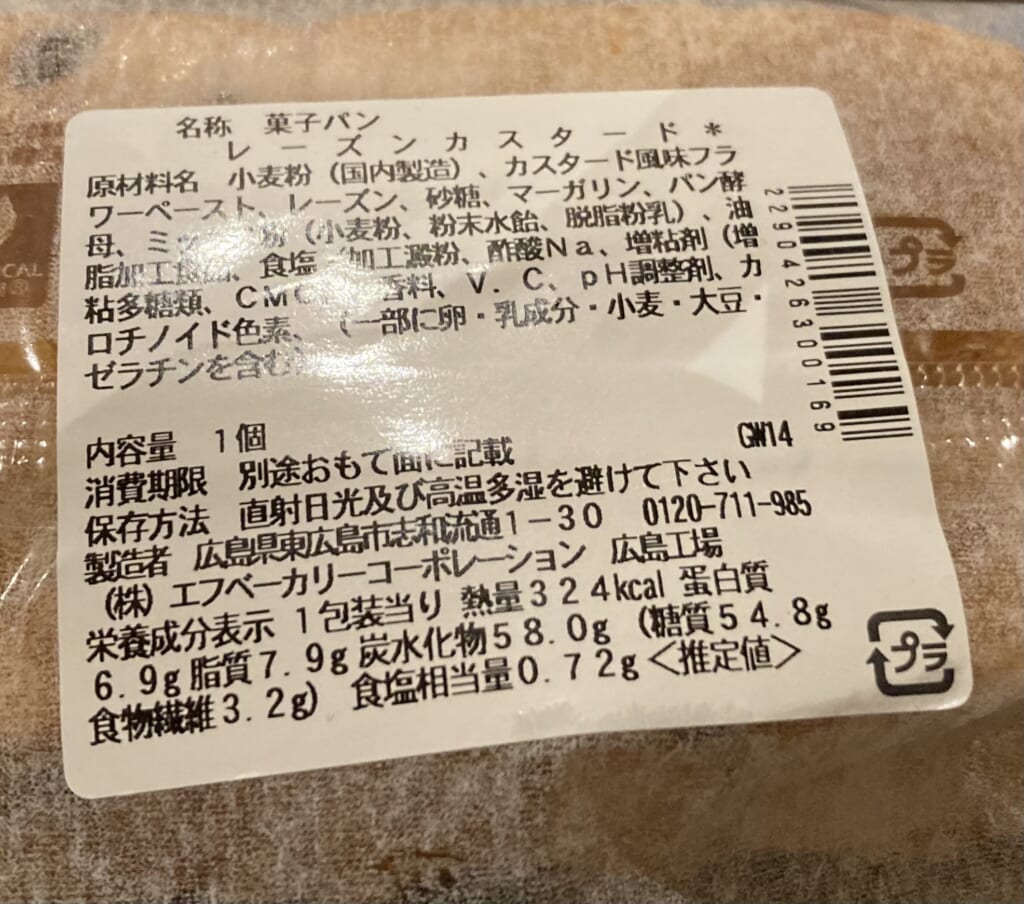 名称 菓子パン
レーズンカスタード*
原材料名 小麦粉（国内製造）、カスタード風味フラ
ワーペースト、レーズン、砂糖、マーガリン、パン酵
母、ミックス粉（小麦粉、粉末水飴、脱脂粉乳）、油
脂加工食品、食塩 加工澱粉、酢酸Na、増粘剤（増
粘多糖類、CMC 香料、V.C、pH調整剤、カ
ロチノイド色素、（一部に卵・乳成分・小麦・大豆・
ゼラチンを含む）
内容量 1個
GW14
消費期限 別途おもて面に記載
保存方法 直射日光及び高温多湿を避けて下さい
製造者 広島県東広島市志和流通1－30 0120-711-985
（株）エフベーカリーコーポレーション 広島工場
栄養成分表示 1包装当り 熱量324kcal 蛋白質
6.9g脂質7.9g炭水化物58.0g（糖質54.8g
食物繊維3.2g） 食塩相当量0.72g＜推定値＞
プラ
2290426300169
プラ
CAL